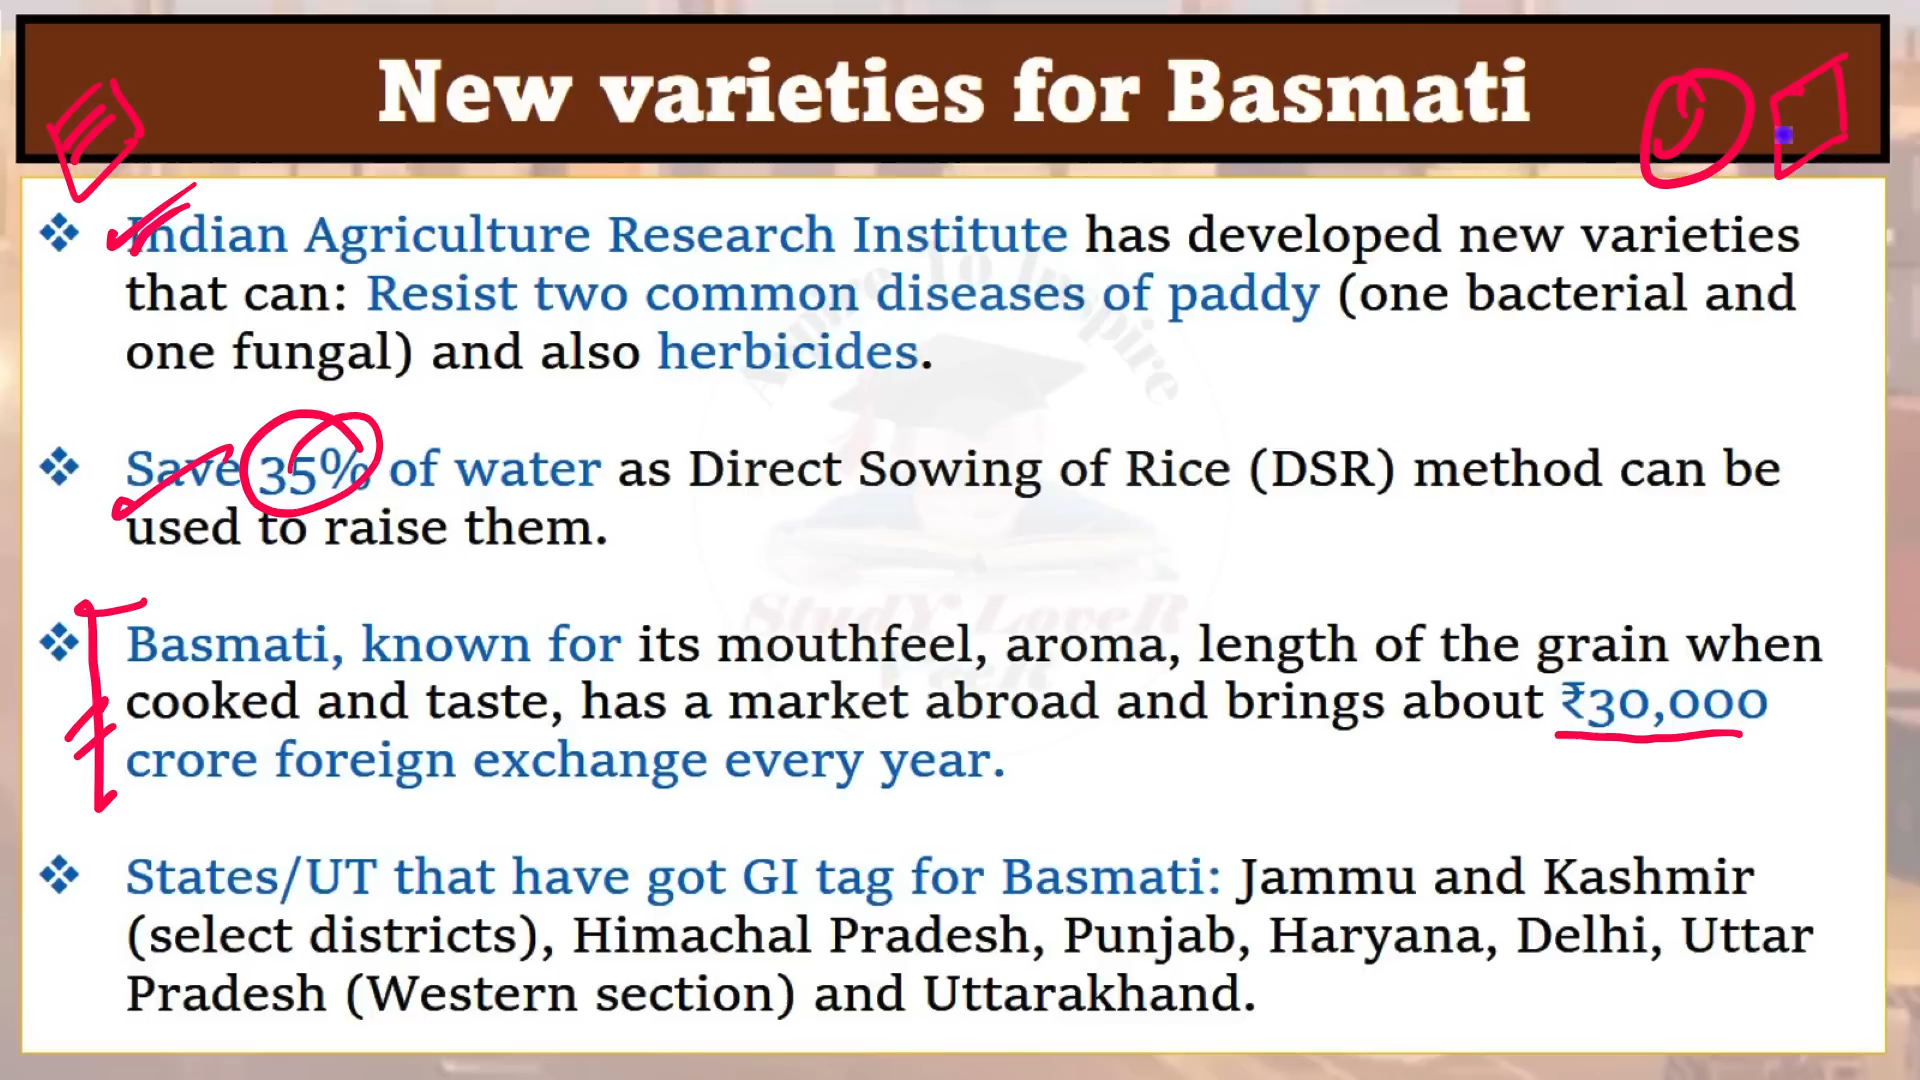 New varieties for Basmati
Indian Agriculture Research Institute has developed new varieties
that can: Resist two common diseases of paddy (one bacterial and
one fungal) and also herbicides.
Save 35% of water as Direct Sowing of Rice (DSR) method can be
used to raise them.
Basmati, known for its mouthfeel, aroma, length of the grain when
cooked and taste, has a market abroad and brings about ₹30,000
crore foreign exchange every year.
States/UT that have got GI tag for Basmati: Jammu and Kashmir
(select districts), Himachal Pradesh, Punjab, Haryana, Delhi, Uttar
Pradesh (Western section) and Uttarakhand.
To Inspire
StudY LoveR
VeeR